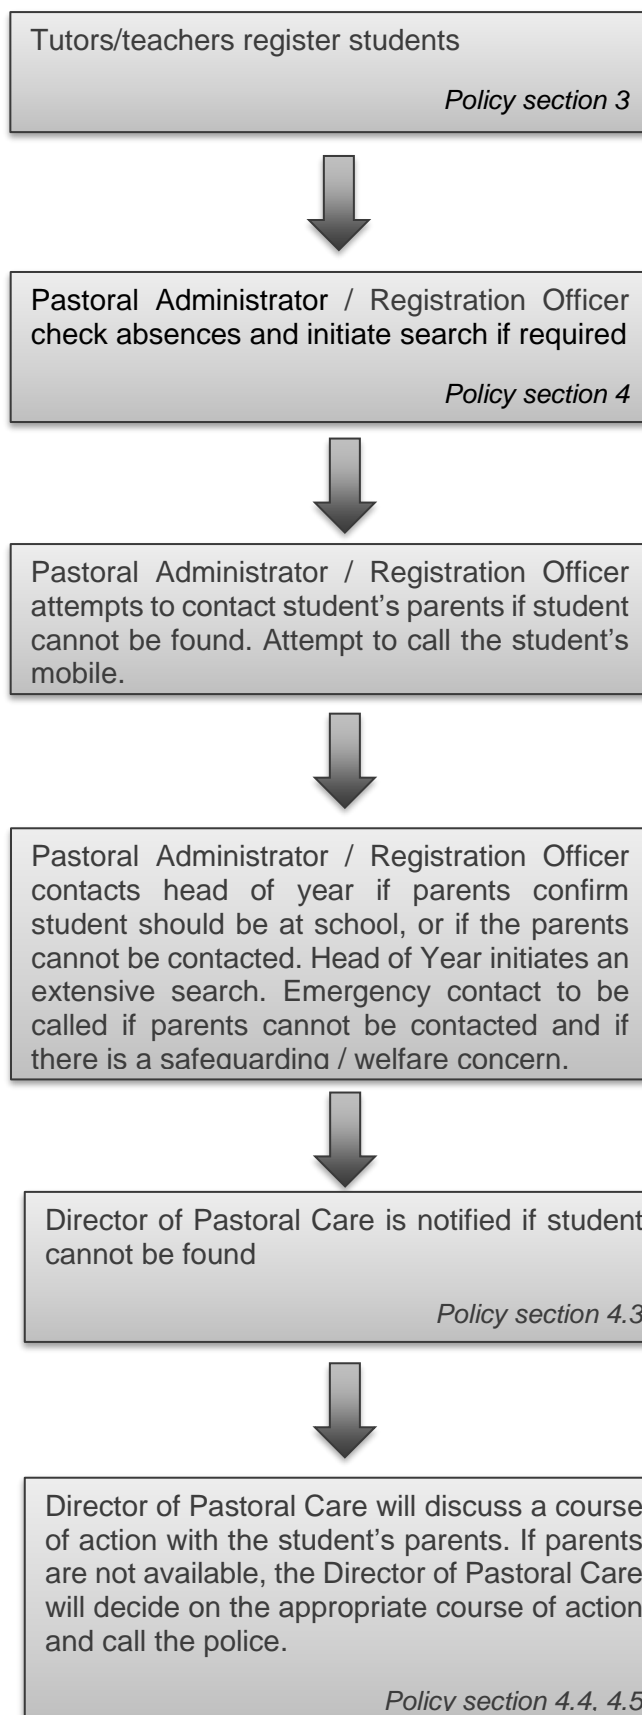 Tutors/teachers register students
Policy section 3
Pastoral Administrator / Registration Officer
check absences and initiate search if required
Policy section 4
Pastoral Administrator / Registration Officer
attempts to contact student’s parents if student
cannot be found. Attempt to call the student’s
mobile.
Pastoral Administrator / Registration Officer
contacts head of year if parents confirm
student should be at school, or if the parents
cannot be contacted. Head of Year initiates an
extensive search. Emergency contact to be
called if parents cannot be contacted and if
there is a safeguarding / welfare concern.
Director of Pastoral Care is notified if student
cannot be found
Policy section 4.3
Director of Pastoral Care will discuss a course
of action with the student’s parents. If parents
are not available, the Director of Pastoral Care
will decide on the appropriate course of action
and call the police.
Policy section 4.4, 4.5